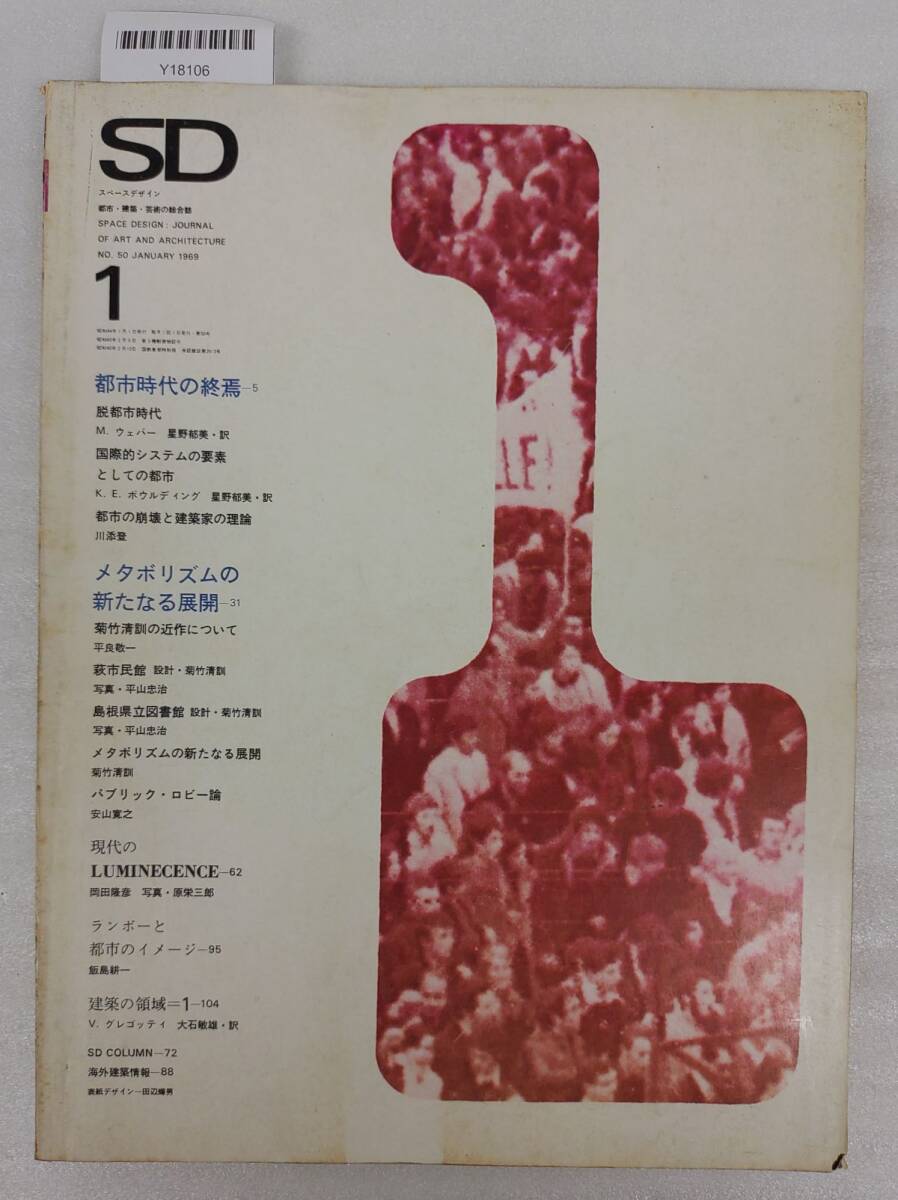 Y18106
SD
スペースデザイン
都市・建築・芸術の総合誌
SPACE DESIGN: JOURNAL
OF ART AND ARCHITECTURE
NO. 50 JANUARY 1969
1
都市時代の終焉—5
脱都市時代
M. ウェバー 星野郁美・訳
国際的システムの要素
としての都市
K. E. ボウルディング 星野郁美・訳
都市の崩壊と建築家の理論
川添登
メタボリズムの
新たなる展開—31
菊竹清訓の近作について
平良敬一
萩市民館 設計・菊竹清訓
写真・平山忠治
島根県立図書館 設計・菊竹清訓
写真・平山忠治
メタボリズムの新たなる展開
菊竹清訓
パブリック・ロビー論
安山寛之
現代の
LUMINECENCE—62
岡田隆彦 写真・原栄三郎
ランボーと
都市のイメージ—95
飯島耕一
建築の領域=1—104
V. グレゴッティ 大石敏雄・訳
SD COLUMN—72
海外建築情報—88
表紙デザイン—田辺輝男
LLE